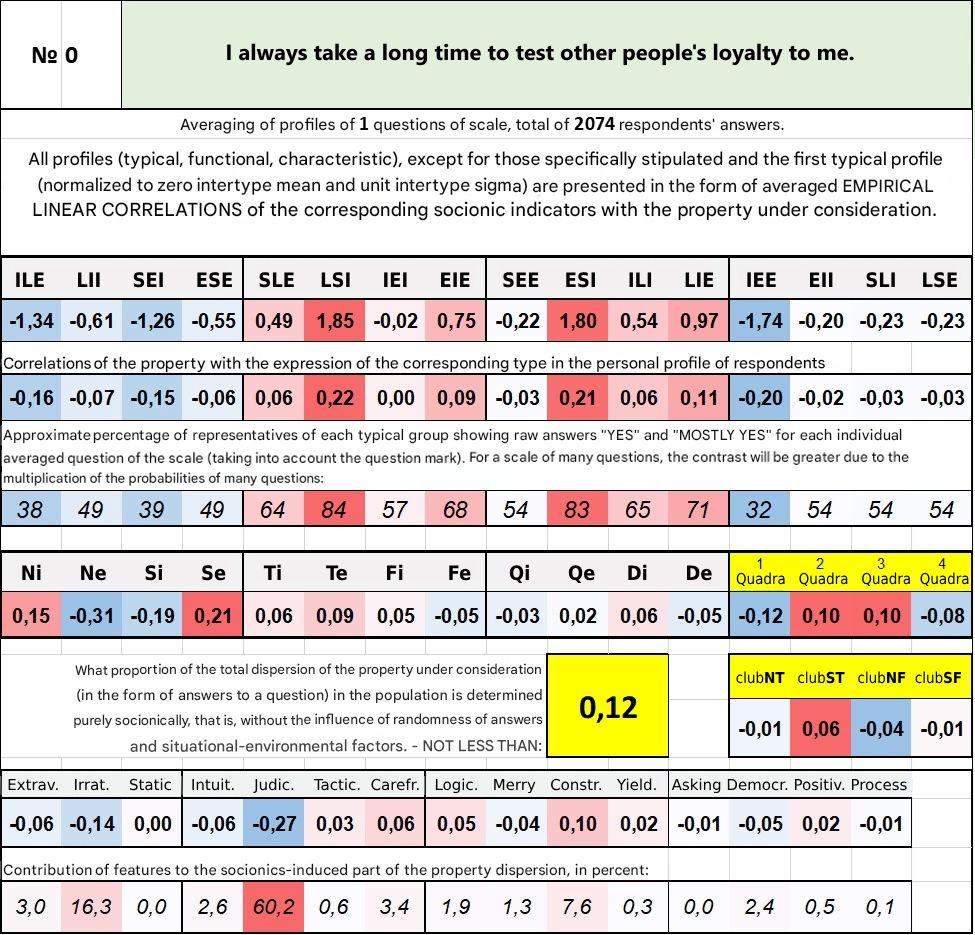 № 0
I always take a long time to test other people's loyalty to me.
Averaging of profiles of 1 questions of scale, total of 2074 respondents' answers.
All profiles (typical, functional, characteristic), except for those specifically stipulated and the first typical profile
(normalized to zero intertype mean and unit intertype sigma) are presented in the form of averaged EMPIRICAL
LINEAR CORRELATIONS of the corresponding socionic indicators with the property under consideration.
ILE LII SEI ESE SLE LSI IEI EIE SEE ESI ILI LIE IEE EII SLI LSE
-1,34 -0,61 -1,26 -0,55 0,49 1,85 -0,02 0,75 -0,22 1,80 0,54 0,97 -1,74 -0,20 -0,23 -0,23
Correlations of the property with the expression of the corresponding type in the personal profile of respondents
-0,16 -0,07 -0,15 -0,06 0,06 0,22 0,00 0,09 -0,03 0,21 0,06 0,11 -0,20 -0,02 -0,03 -0,03
Approximate percentage of representatives of each typical group showing raw answers "YES" and "MOSTLY YES" for each individual
averaged question of the scale (taking into account the question mark). For a scale of many questions, the contrast will be greater due to the
multiplication of the probabilities of many questions:
38 49 39 49 64 84 57 68 54 83 65 71 32 54 54 54
Ni Ne Si Se Ti Te Fi Fe Qi Qe Di De 1 Quadra 2 Quadra 3 Quadra 4 Quadra
0,15 -0,31 -0,19 0,21 0,06 0,09 0,05 -0,05 -0,03 0,02 0,06 -0,05 -0,12 0,10 0,10 -0,08
What proportion of the total dispersion of the property under consideration
(in the form of answers to a question) in the population is determined
purely socionically, that is, without the influence of randomness of answers
and situational-environmental factors. - NOT LESS THAN:
0,12
clubNT clubST clubNF clubSF
-0,01 0,06 -0,04 -0,01
Extrav. Irrat. Static Intuit. Judic. Tactic. Carefr. Logic. Merry Constr. Yield. Asking Democr. Positiv. Process
-0,06 -0,14 0,00 -0,06 -0,27 0,03 0,06 0,05 -0,04 0,10 0,02 -0,01 -0,05 0,02 -0,01
Contribution of features to the socionics-induced part of the property dispersion, in percent:
3,0 16,3 0,0 2,6 60,2 0,6 3,4 1,9 1,3 7,6 0,3 0,0 2,4 0,5 0,1